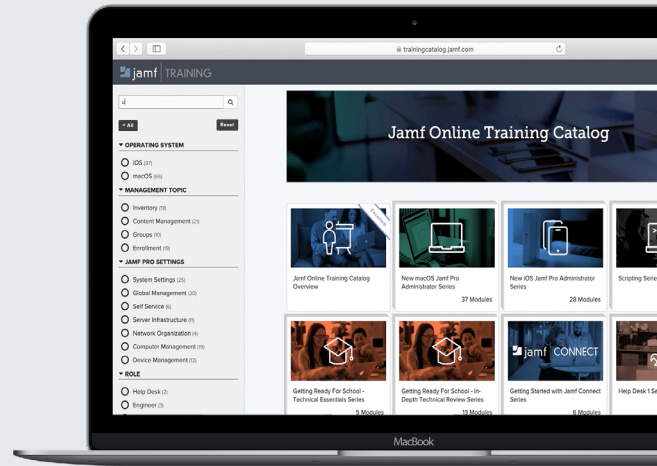 trainingcatalog.jamf.com
jamf TRAINING
u
All
Reset
OPERATING SYSTEM
iOS (37)
macOS (65)
MANAGEMENT TOPIC
Inventory (13)
Content Management (21)
Groups (10)
Enrollment (19)
JAMF PRO SETTINGS
System Settings (25)
Global Management (20)
Self Service (6)
Server Infrastructure (11)
Network Organization (4)
Computer Management (19)
Device Management (12)
ROLE
Help Desk (2)
Engineer (3)
Jamf Online Training Catalog
Jamf Online Training Catalog
Overview
New macOS Jamf Pro
Administrator Series
37 Modules
New iOS Jamf Pro Administrator
Series
28 Modules
Scripting Serie
Getting Ready For School -
Technical Essentials Series
5 Modules
Getting Ready For School - In-
Depth Technical Review Series
13 Modules
jamf CONNECT
Getting Started with Jamf Connect
Series
6 Modules
Help Desk 1 Se
MacBook